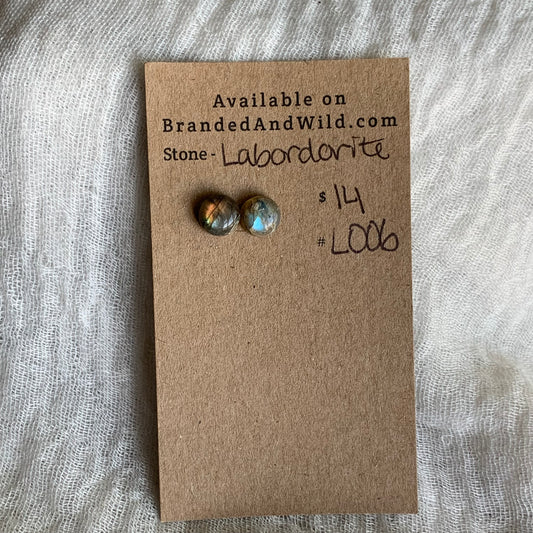 Available on
BrandedAndWild.com
Stone - Labordorite
$ 14
# L006